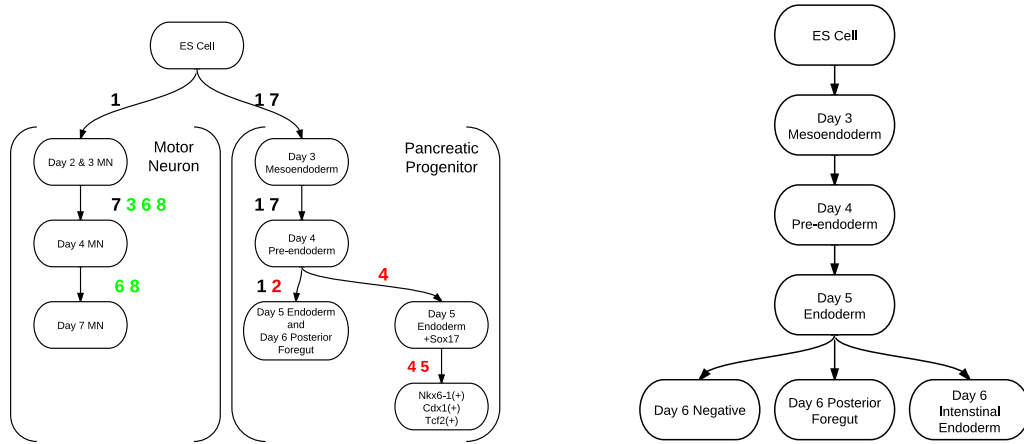 ES Cell
1
1 7
Motor
Neuron
Day 2 & 3 MN
7 3 6 8
Day 4 MN
6 8
Day 7 MN
Pancreatic
Progenitor
Day 3
Mesoendoderm
1 7
Day 4
Pre-endoderm
1 2
4
Day 5 Endoderm
and
Day 6 Posterior
Foregut
Day 5
Endoderm
+Sox17
4 5
Nkx6-1(+)
Cdx1(+)
Tcf2(+)
ES Cell
Day 3
Mesoendoderm
Day 4
Pre-endoderm
Day 5
Endoderm
Day 6 Negative
Day 6 Posterior
Foregut
Day 6
Intenstinal
Endoderm